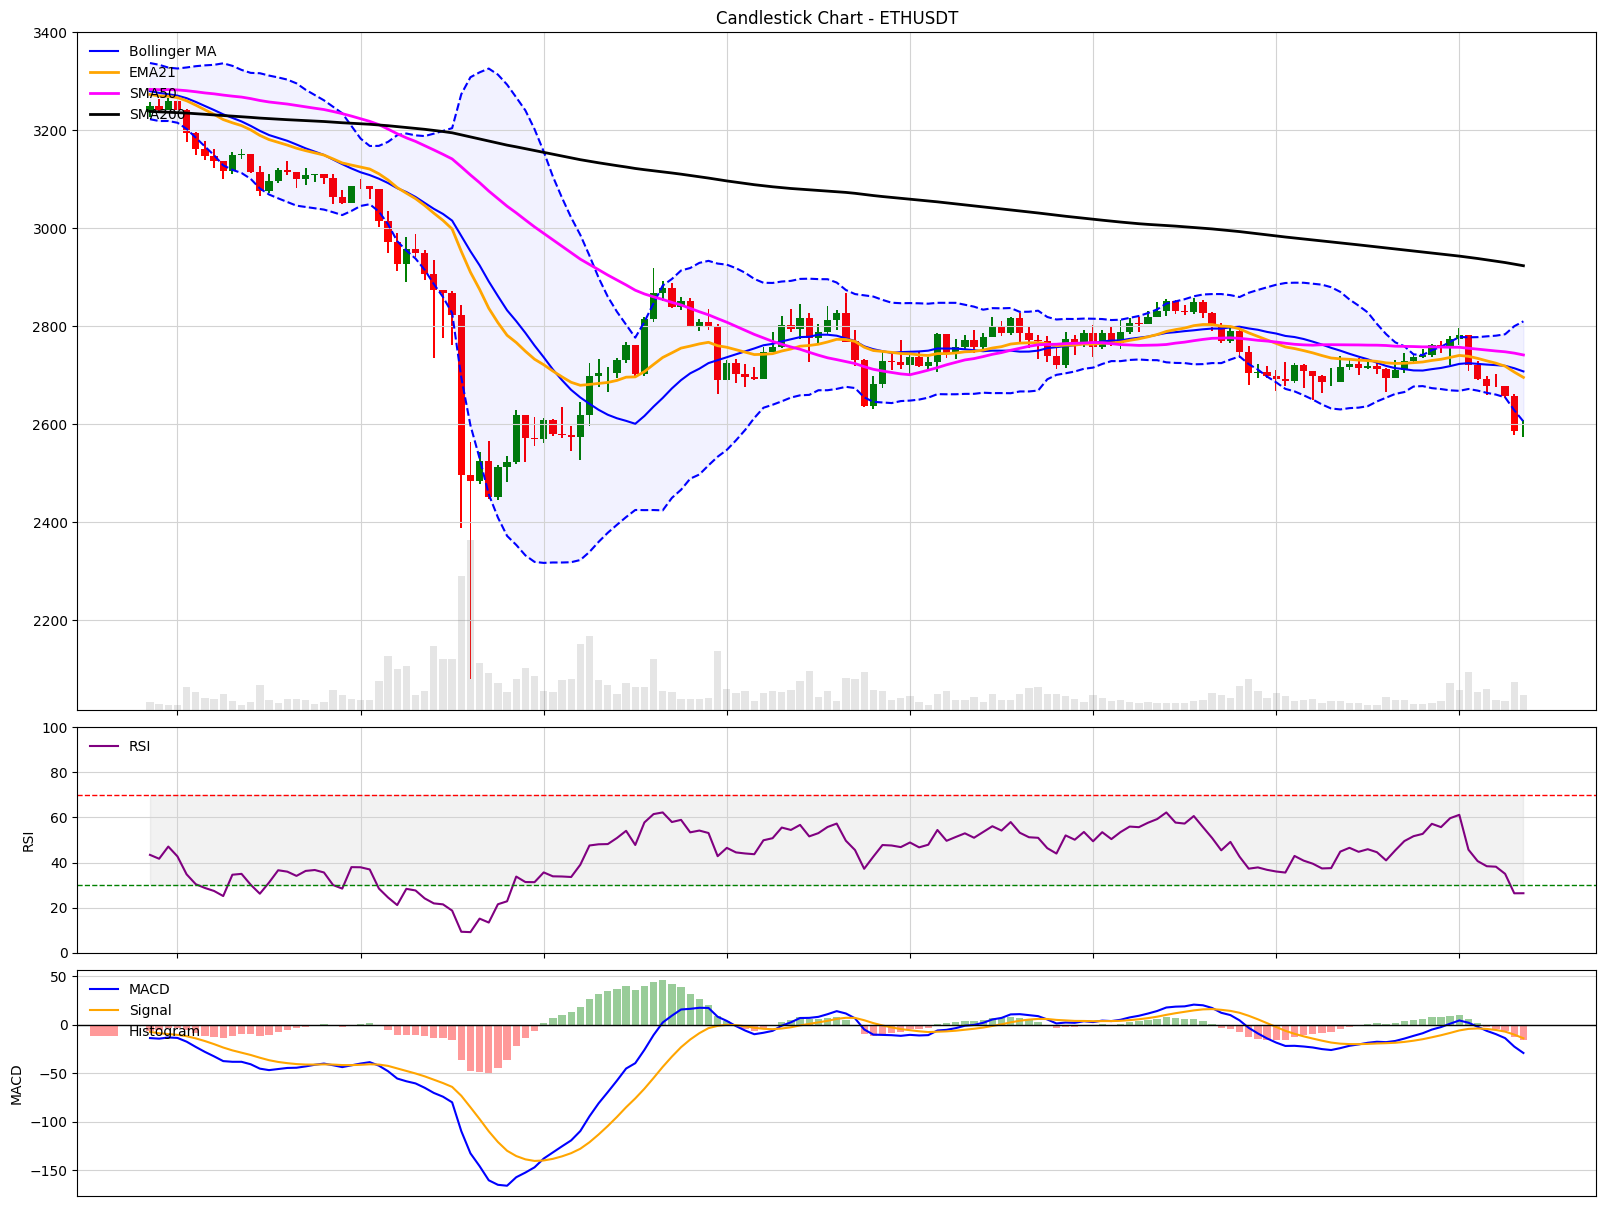 Candlestick Chart - ETHUSDT
3400
3200
3000
2800
2600
2400
2200
Bollinger MA
EMA21
SMA50
SMA200
100
80
60
40
20
0
RSI
RSI
50
0
−50
−100
−150
MACD
MACD
Signal
Histogram